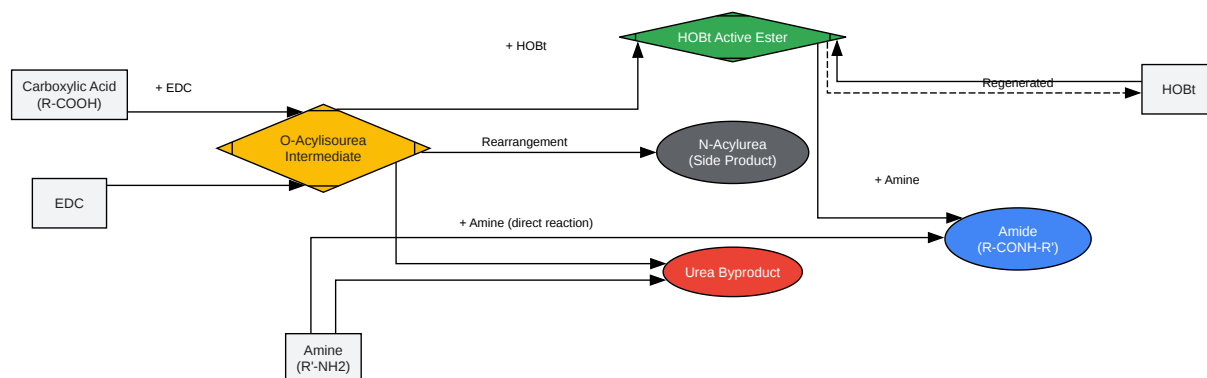 HOBt Active Ester
+ HOBt
Carboxylic Acid
(R-COOH)
+ EDC
Regenerated
HOBt
O-Acylisourea
Intermediate
Rearrangement
N-Acylurea
(Side Product)
+ Amine
EDC
+ Amine (direct reaction)
Amide
(R-CONH-R')
Urea Byproduct
Amine
(R'-NH2)